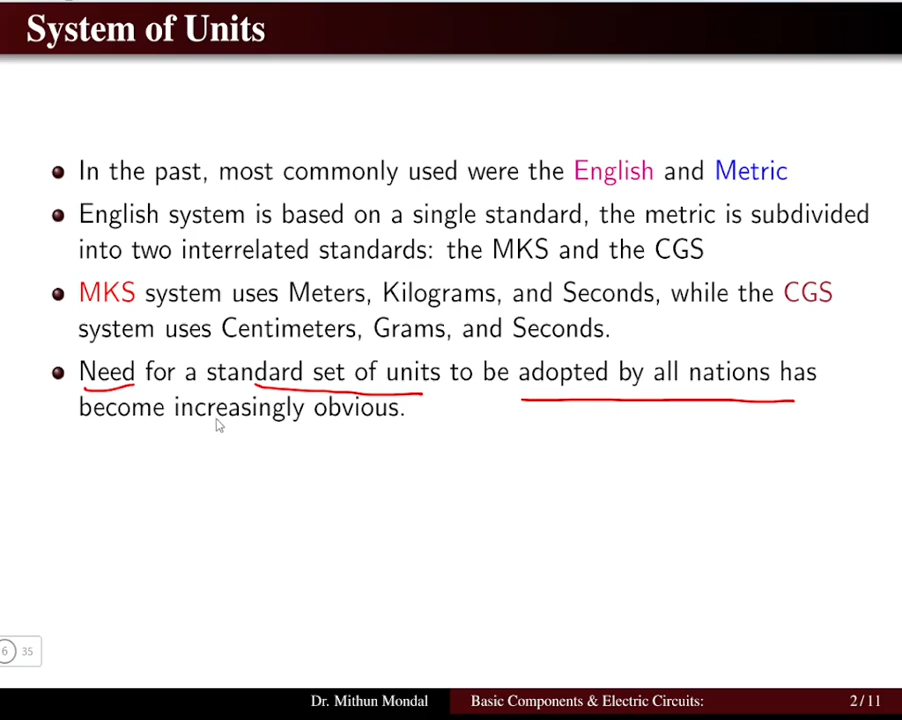 System of Units
In the past, most commonly used were the English and Metric
English system is based on a single standard, the metric is subdivided
into two interrelated standards: the MKS and the CGS
MKS system uses Meters, Kilograms, and Seconds, while the CGS
system uses Centimeters, Grams, and Seconds.
Need for a standard set of units to be adopted by all nations has
become increasingly obvious.
6 35
Dr. Mithun Mondal Basic Components & Electric Circuits: 2 / 11